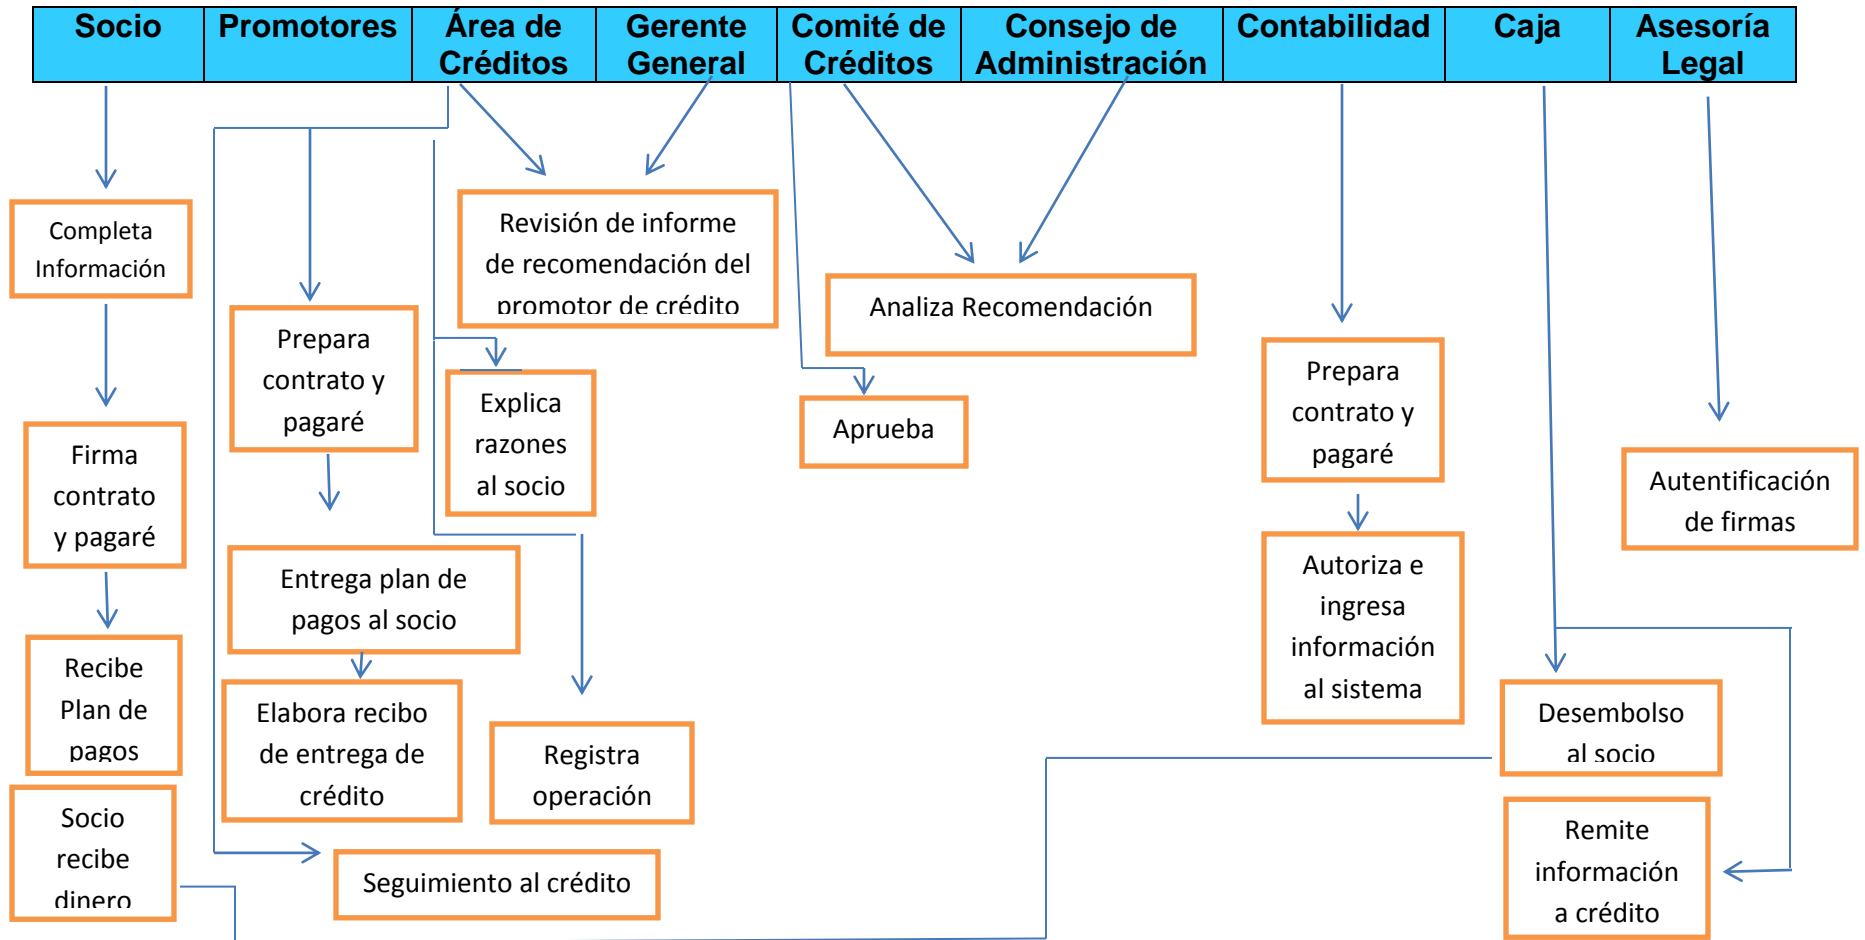 Socio
Promotores
Área de
Créditos
Gerente
General
Comité de
Créditos
Consejo de
Administración
Contabilidad
Caja
Asesoría
Legal
Completa
Información
Firma
contrato
y pagaré
Recibe
Plan de
pagos
Socio
recibe
dinero
Prepara
contrato y
pagaré
Entrega plan de
pagos al socio
Elabora recibo
de entrega de
crédito
Seguimiento al crédito
Revisión de informe
de recomendación del
promotor de crédito
Explica
razones
al socio
Registra
operación
Analiza Recomendación
Aprueba
Prepara
contrato y
pagaré
Autoriza e
ingresa
información
al sistema
Desembolso
al socio
Remite
información
a crédito
Autentificación
de firmas